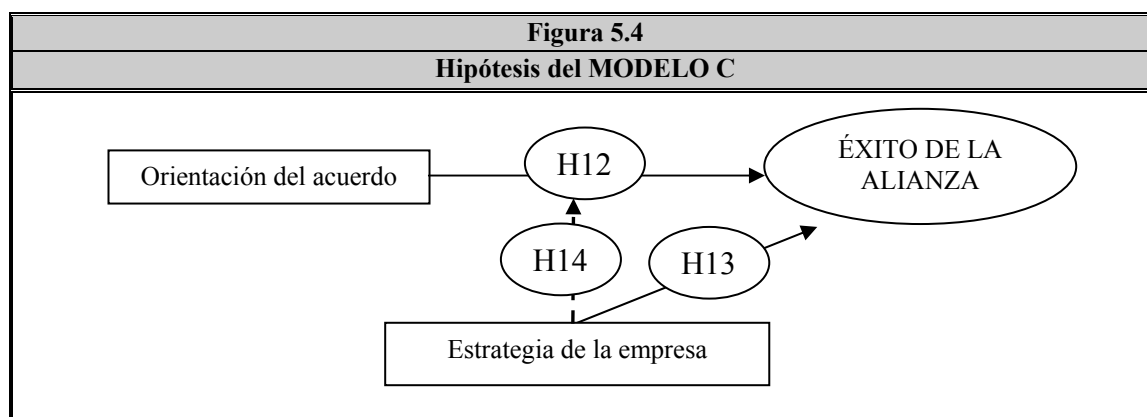 Figura 5.4
Hipótesis del MODELO C
ÉXITO DE LA
ALIANZA
H12
Orientación del acuerdo
H14
H13
Estrategia de la empresa